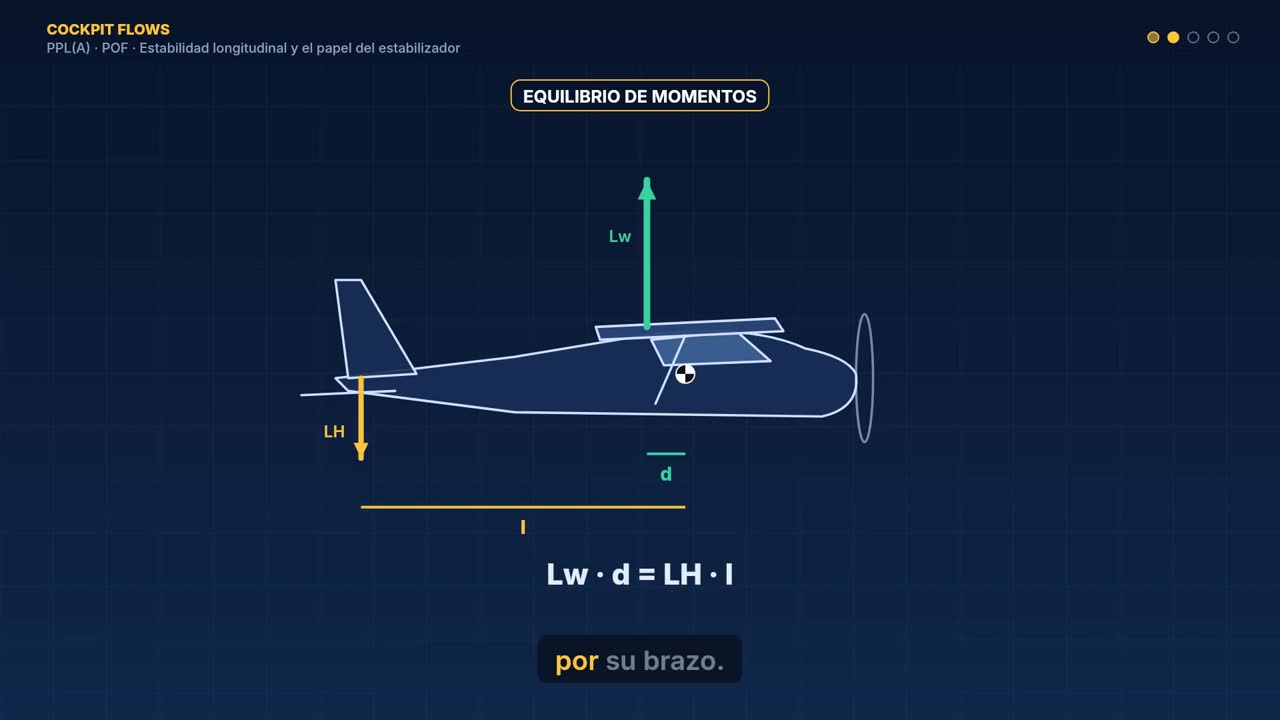 COCKPIT FLOWS
PPL(A) · POF · Estabilidad longitudinal y el papel del estabilizador
EQUILIBRIO DE MOMENTOS
Lw
LH
d
l
Lw · d = LH · l
por su brazo.